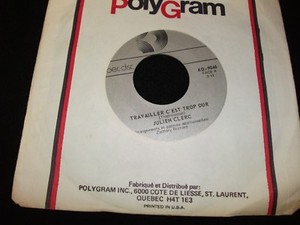 PolyGram
TRAVAILLER C'EST TROP DUR
JULIEN CLERC
Fabriqué et Distribué par:
POLYGRAM INC., 6000 COTE DE LIESSE, ST. LAURENT,
QUEBEC H4T 1E3
PRINTED IN U.S.A.